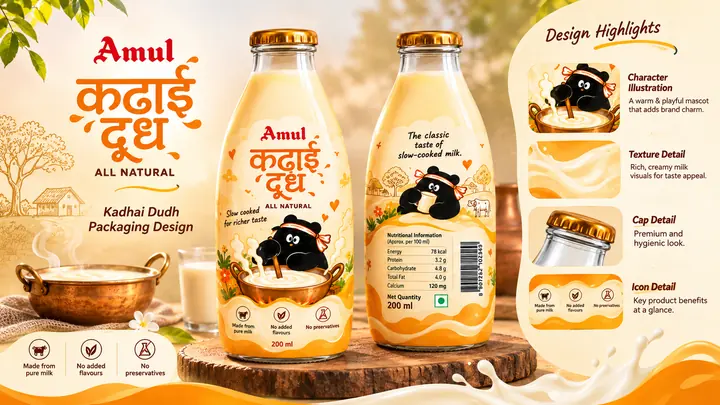 Amul
कढाई
दूध
ALL NATURAL
Kadhai Dudh
Packaging Design
Made from
pure milk
No added
flavours
No
preservatives
Amul
कढाई
दूध
ALL NATURAL
Slow cooked
for richer taste
Made from
pure milk
No added
flavours
No preservatives
200 ml
The classic
taste of
slow-cooked milk.
Nutritional Information
(Approx. per 100 ml)
Energy 78 kcal
Protein 3.2 g
Carbohydrate 4.8 g
Total Fat 4.0 g
Calcium 120 mg
Net Quantity
200 ml
Design Highlights
Character
Illustration
A warm & playful mascot
that adds brand charm.
Texture Detail
Rich, creamy milk
visuals for taste appeal.
Cap Detail
Premium and
hygienic look.
Icon Detail
Key product benefits
at a glance.
Made from
pure milk
No added
flavours
No preservatives